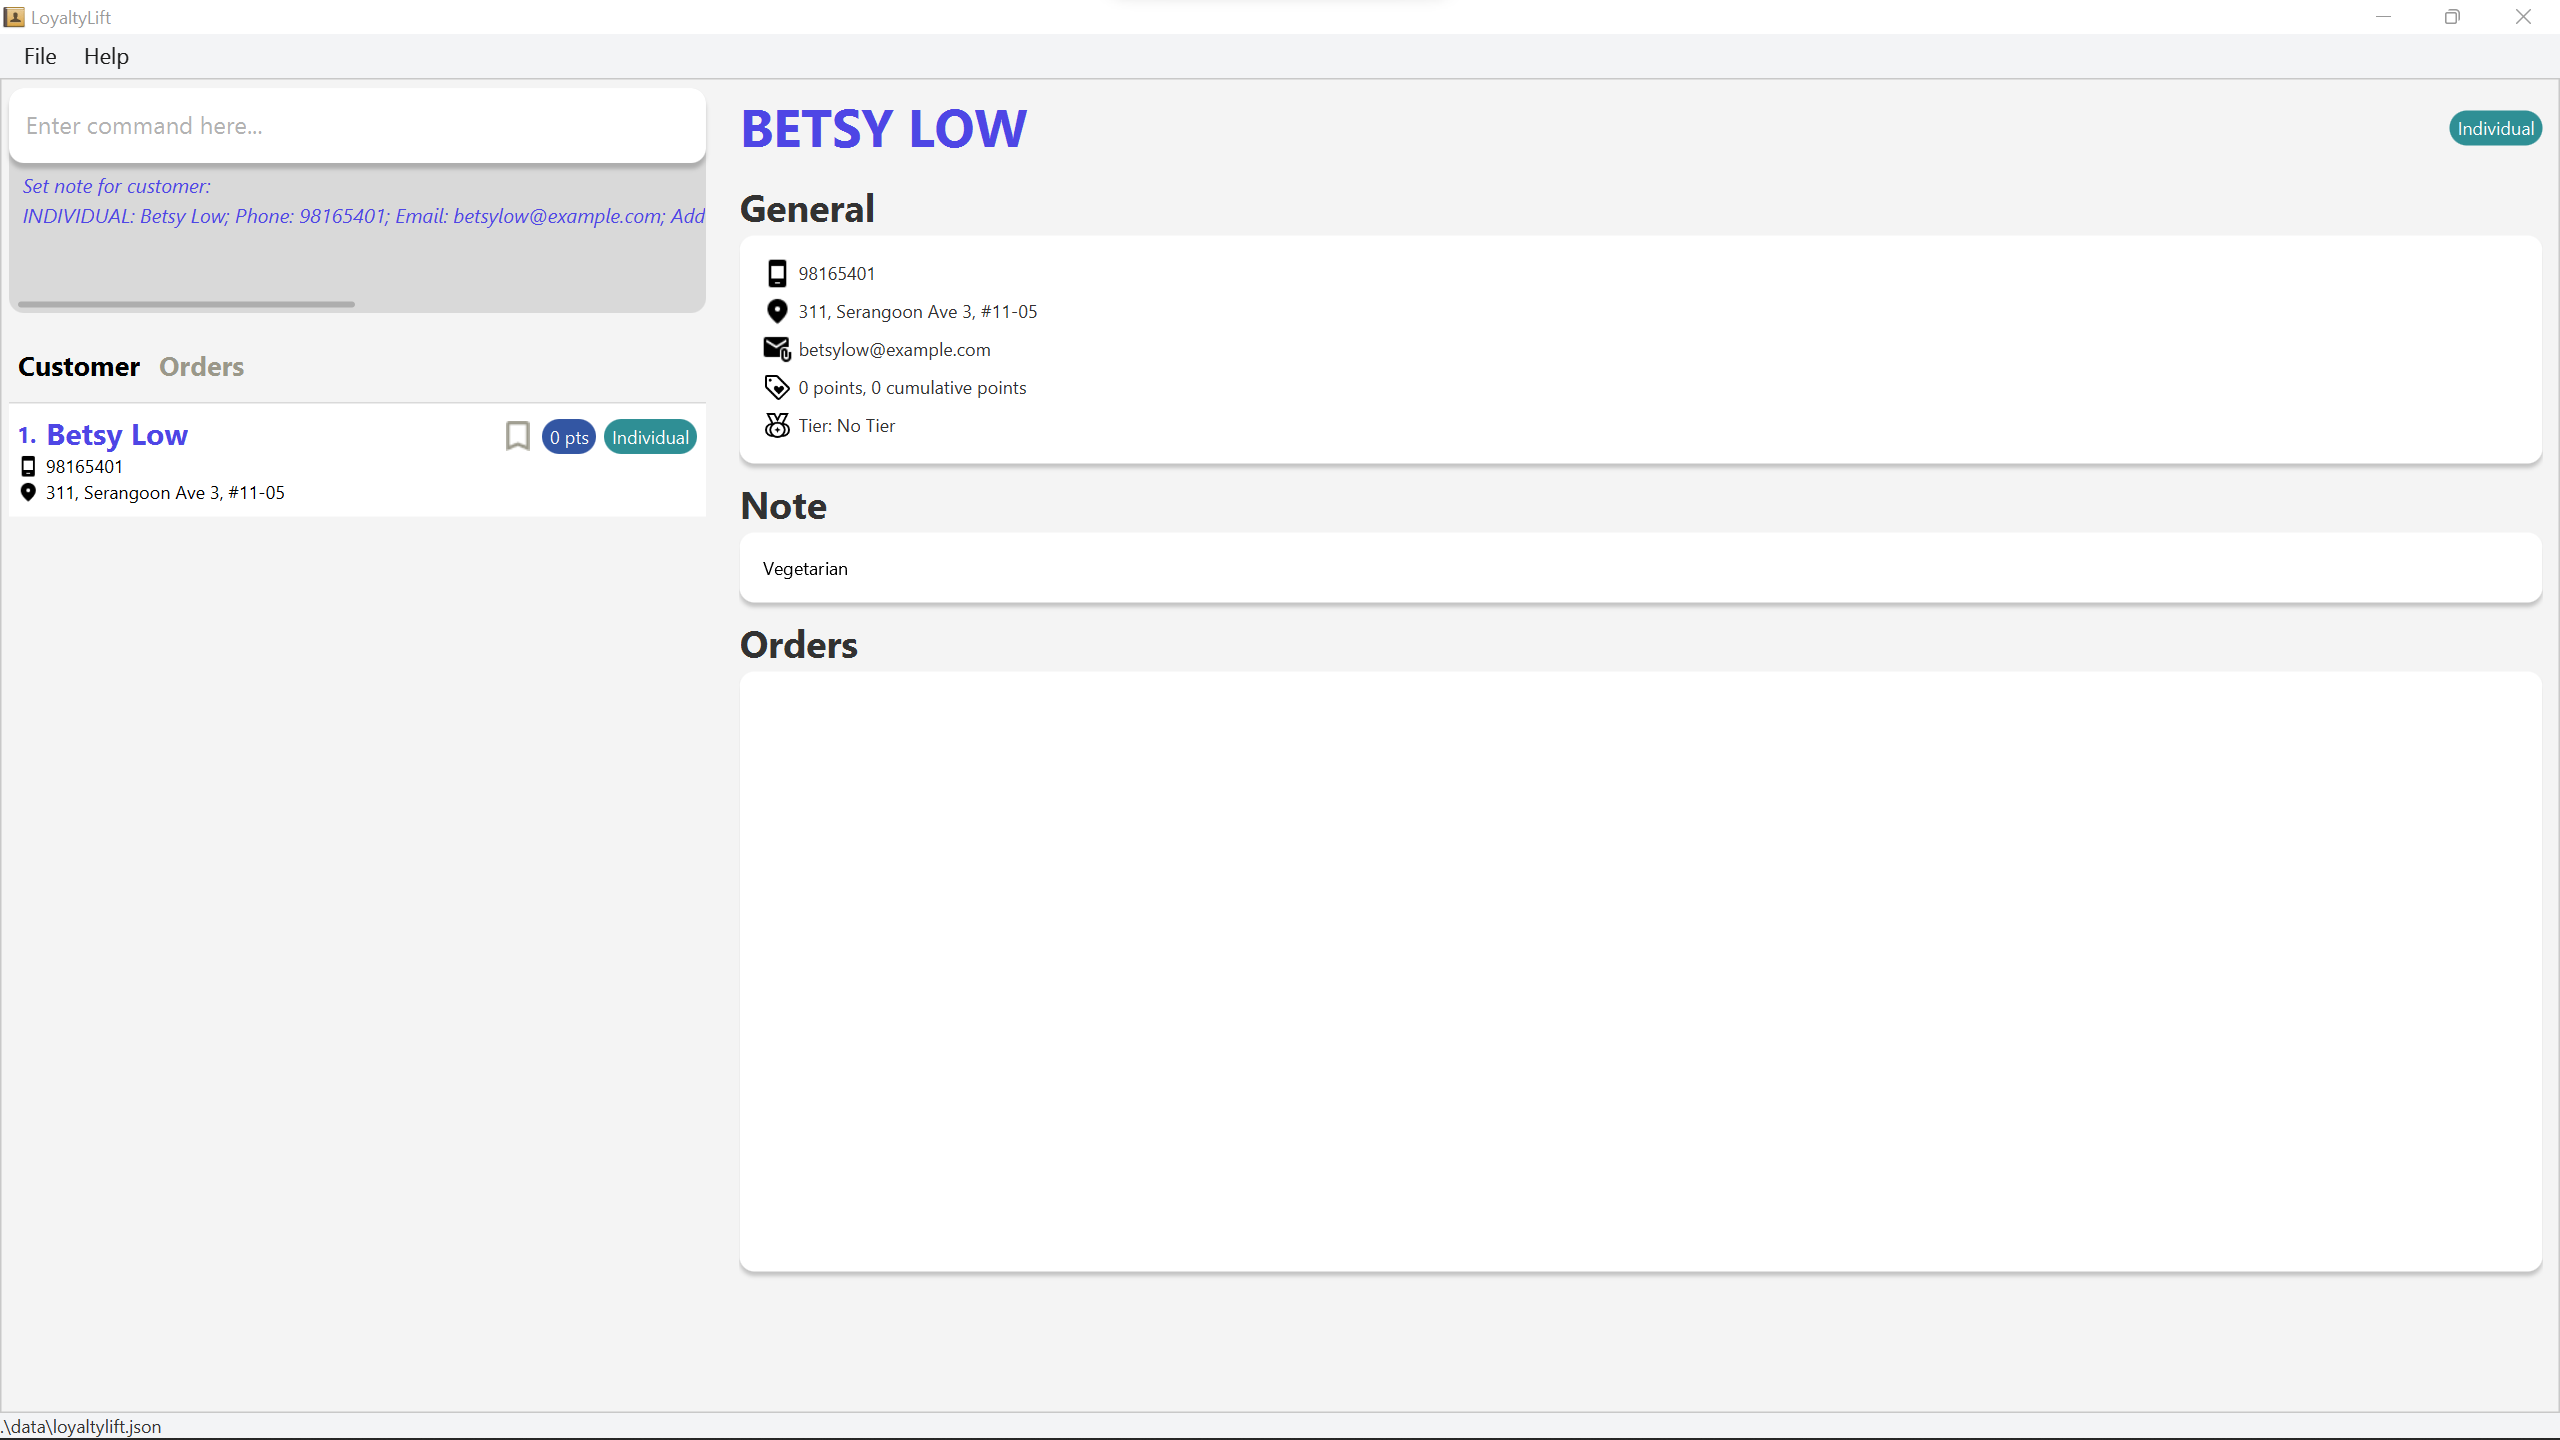 LoyaltyLift
File Help
Enter command here...
Set note for customer:
INDIVIDUAL: Betsy Low; Phone: 98165401; Email: betsylow@example.com; Add
Customer Orders
1. Betsy Low
0 pts
Individual
98165401
311, Serangoon Ave 3, #11-05
BETSY LOW
Individual
General
98165401
311, Serangoon Ave 3, #11-05
betsylow@example.com
0 points, 0 cumulative points
Tier: No Tier
Note
Vegetarian
Orders
.\data\loyaltylift.json